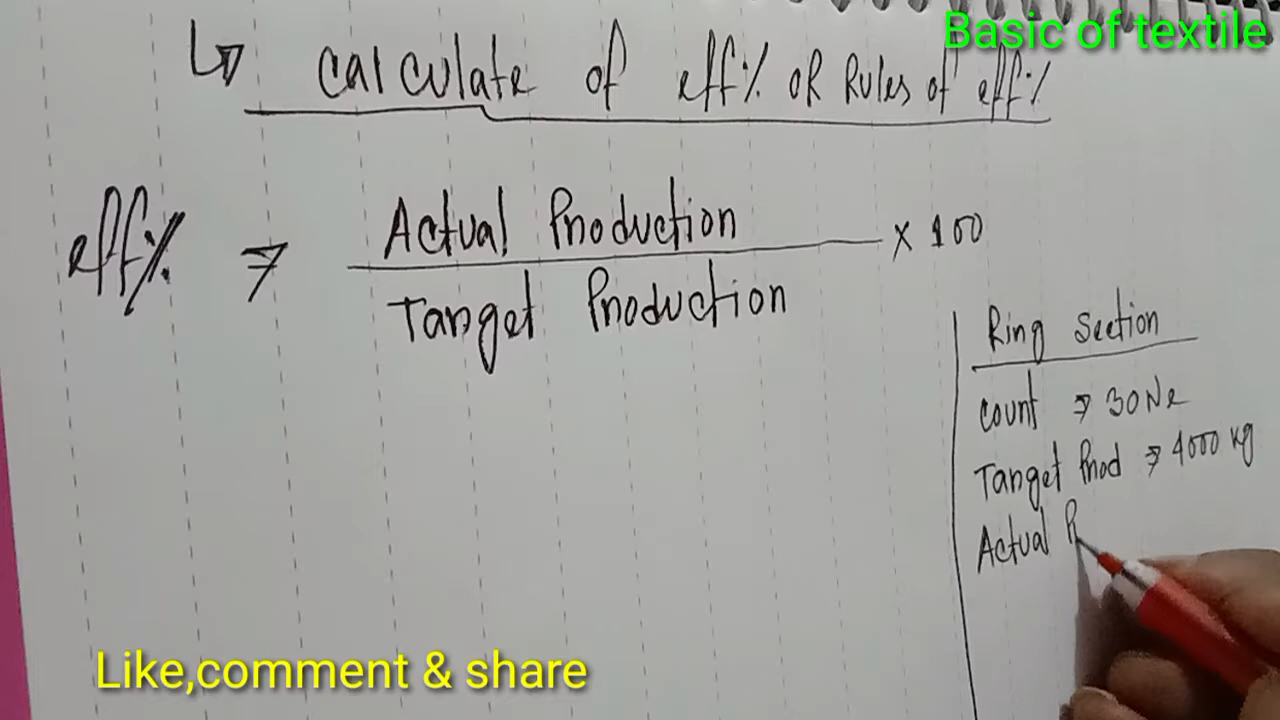 Basic of textile
↳ Calculate of eff% OR Rules of eff%
eff% ⇒ Actual Production / Target Production × 100
Ring Section
Count ⇒ 30Ne
Target Prod ⇒ 4000 kg
Actual P
Like,comment & share